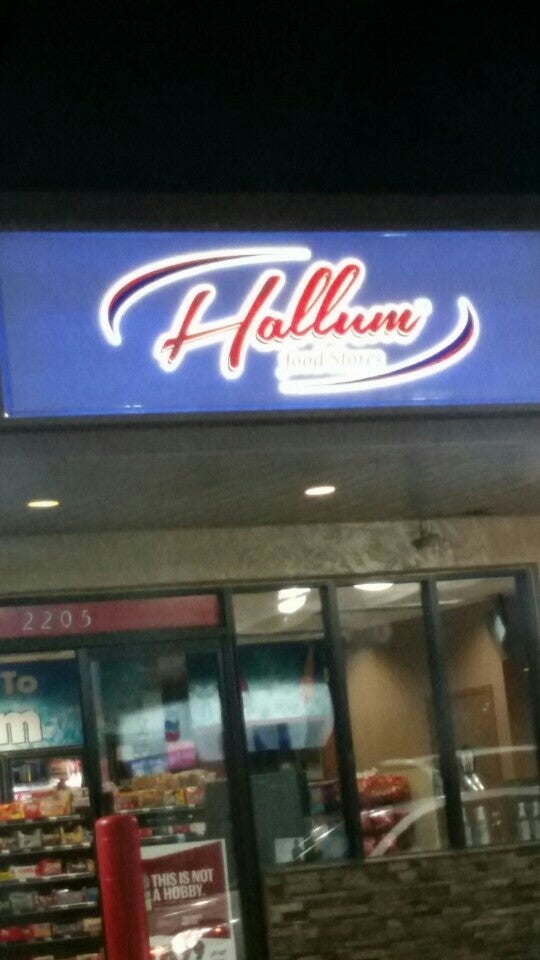 Hallum
food Stores
2205
To
m
THIS IS NOT
A HOBBY.